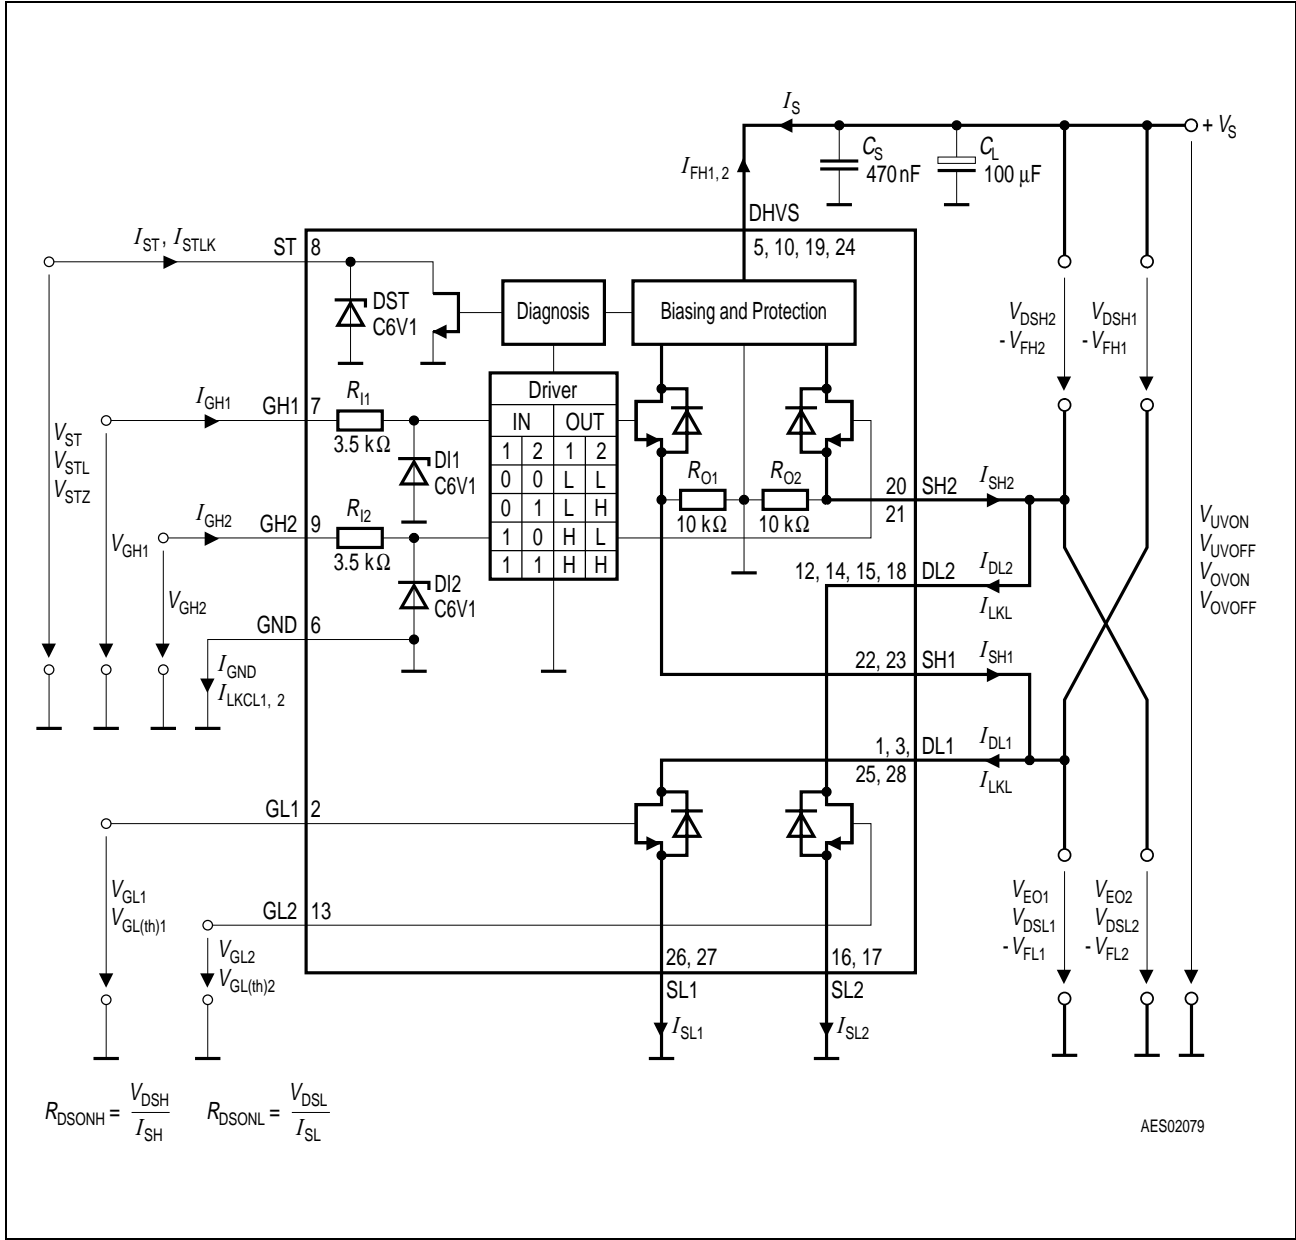 I_S
+ V_S
C_S
470 nF
C_L
100 µF
I_FH1, 2
DHVS
5, 10, 19, 24
I_ST, I_STLK
ST
8
DST
C6V1
Diagnosis
Biasing and Protection
V_DSH2
- V_FH2
V_DSH1
- V_FH1
I_GH1
GH1
7
R_I1
3.5 kΩ
DI1
C6V1
Driver
IN OUT
1 2 1 2
0 0 L L
0 1 L H
1 0 H L
1 1 H H
V_ST
V_STL
V_STZ
I_GH2
GH2
9
R_I2
3.5 kΩ
DI2
C6V1
V_GH1
V_GH2
R_O1
10 kΩ
R_O2
10 kΩ
20
21
SH2
I_SH2
12, 14, 15, 18
DL2
I_DL2
I_LKL
V_UVON
V_UVOFF
V_OVON
V_OVOFF
GND
6
I_GND
I_LKCL1, 2
22, 23
SH1
I_SH1
1, 3,
25, 28
DL1
I_DL1
I_LKL
GL1
2
V_GL1
V_GL(th)1
GL2
13
V_GL2
V_GL(th)2
V_EO1
V_DSL1
- V_FL1
V_EO2
V_DSL2
- V_FL2
26, 27
SL1
I_SL1
16, 17
SL2
I_SL2
R_DSONH = V_DSH / I_SH
R_DSONL = V_DSL / I_SL
AES02079